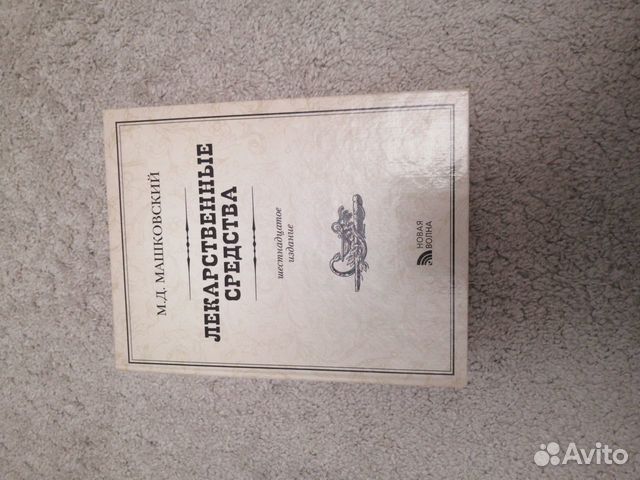 М.Д. МАШКОВСКИЙ
ЛЕКАРСТВЕННЫЕ
СРЕДСТВА
шестнадцатое
издание
НОВАЯ
ВОЛНА
Avito